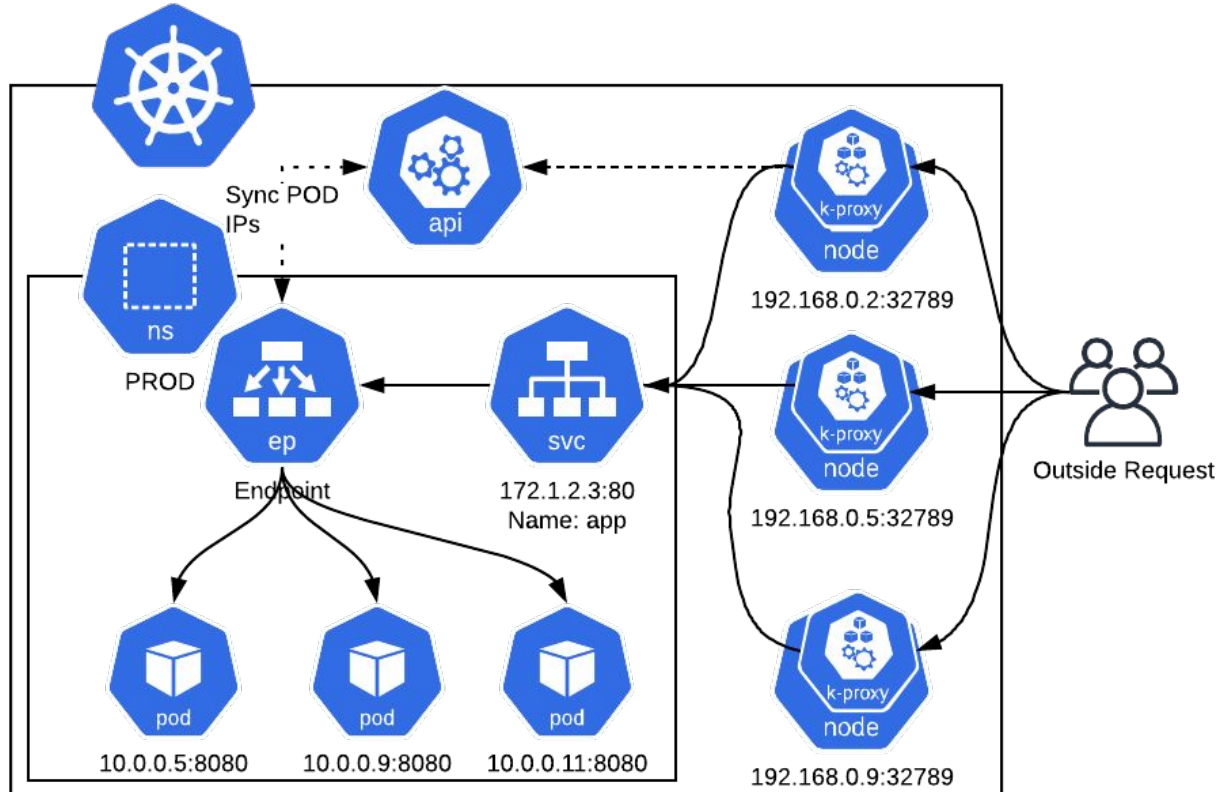 Sync POD
IPs
api
k-proxy
node
192.168.0.2:32789
ns
PROD
ep
Endpoint
svc
172.1.2.3:80
Name: app
k-proxy
node
192.168.0.5:32789
Outside Request
pod
10.0.0.5:8080
pod
10.0.0.9:8080
pod
10.0.0.11:8080
k-proxy
node
192.168.0.9:32789